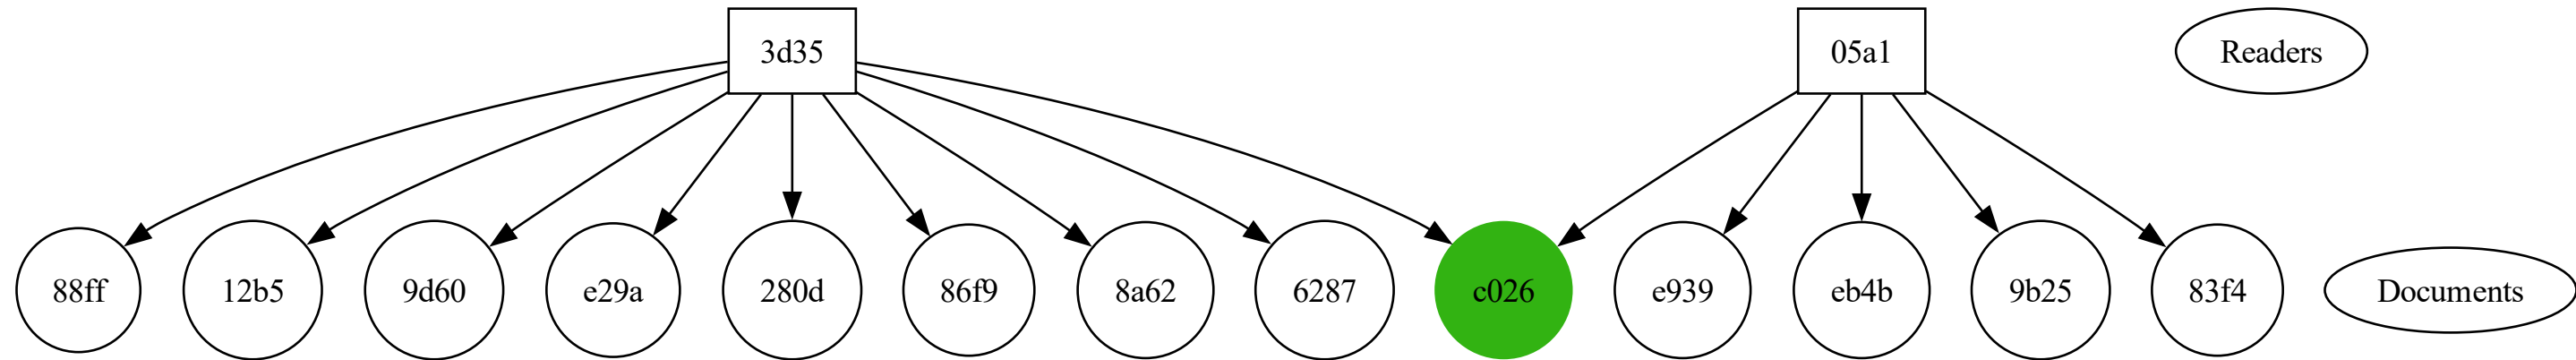 3d35
05a1
Readers
88ff
12b5
9d60
e29a
280d
86f9
8a62
6287
c026
e939
eb4b
9b25
83f4
Documents